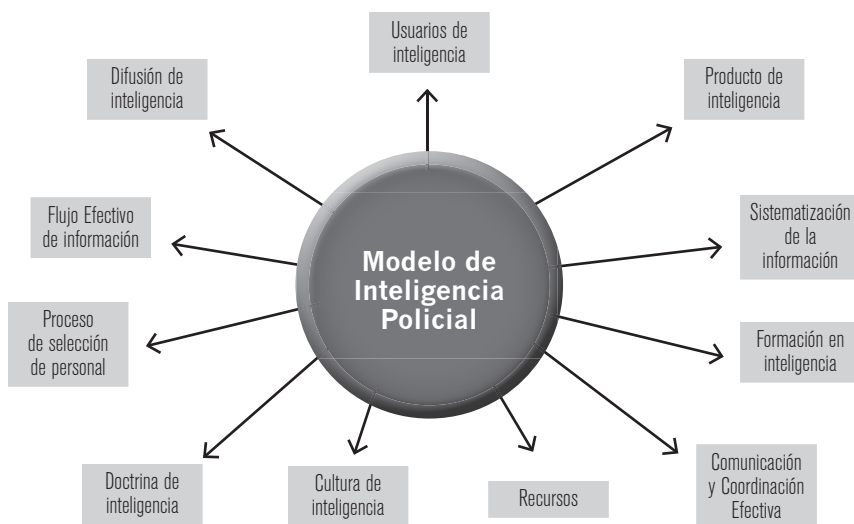 Usuarios de
inteligencia
Difusión de
inteligencia
Producto de
inteligencia
Flujo Efectivo
de información
Sistematización
de la
información
Modelo de
Inteligencia
Policial
Proceso
de selección
de personal
Formación en
inteligencia
Doctrina de
inteligencia
Cultura de
inteligencia
Recursos
Comunicación
y Coordinación
Efectiva